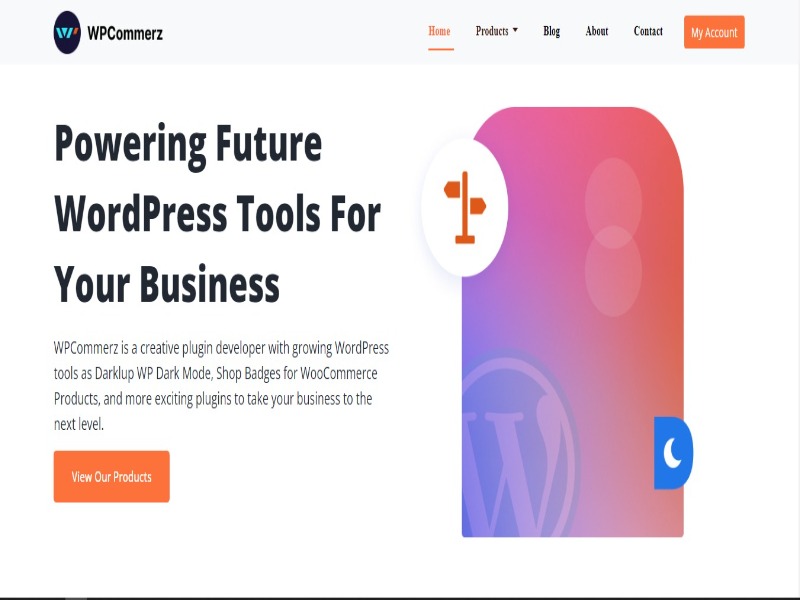 WPCommerz
Home
Products
Blog
About
Contact
My Account
Powering Future
WordPress Tools For
Your Business
WPCommerz is a creative plugin developer with growing WordPress
tools as Darklup WP Dark Mode, Shop Badges for WooCommerce
Products, and more exciting plugins to take your business to the
next level.
View Our Products